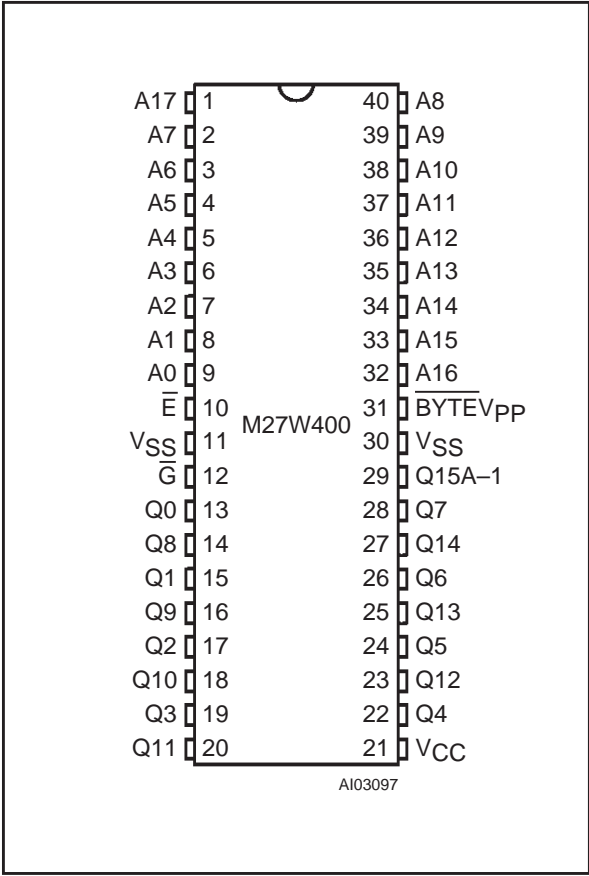 A17 1 40 A8
A7 2 39 A9
A6 3 38 A10
A5 4 37 A11
A4 5 36 A12
A3 6 35 A13
A2 7 34 A14
A1 8 33 A15
A0 9 32 A16
E̅ 10 31 B̅Y̅T̅E̅VPP
M27W400
VSS 11 30 VSS
G̅ 12 29 Q15A–1
Q0 13 28 Q7
Q8 14 27 Q14
Q1 15 26 Q6
Q9 16 25 Q13
Q2 17 24 Q5
Q10 18 23 Q12
Q3 19 22 Q4
Q11 20 21 VCC
AI03097